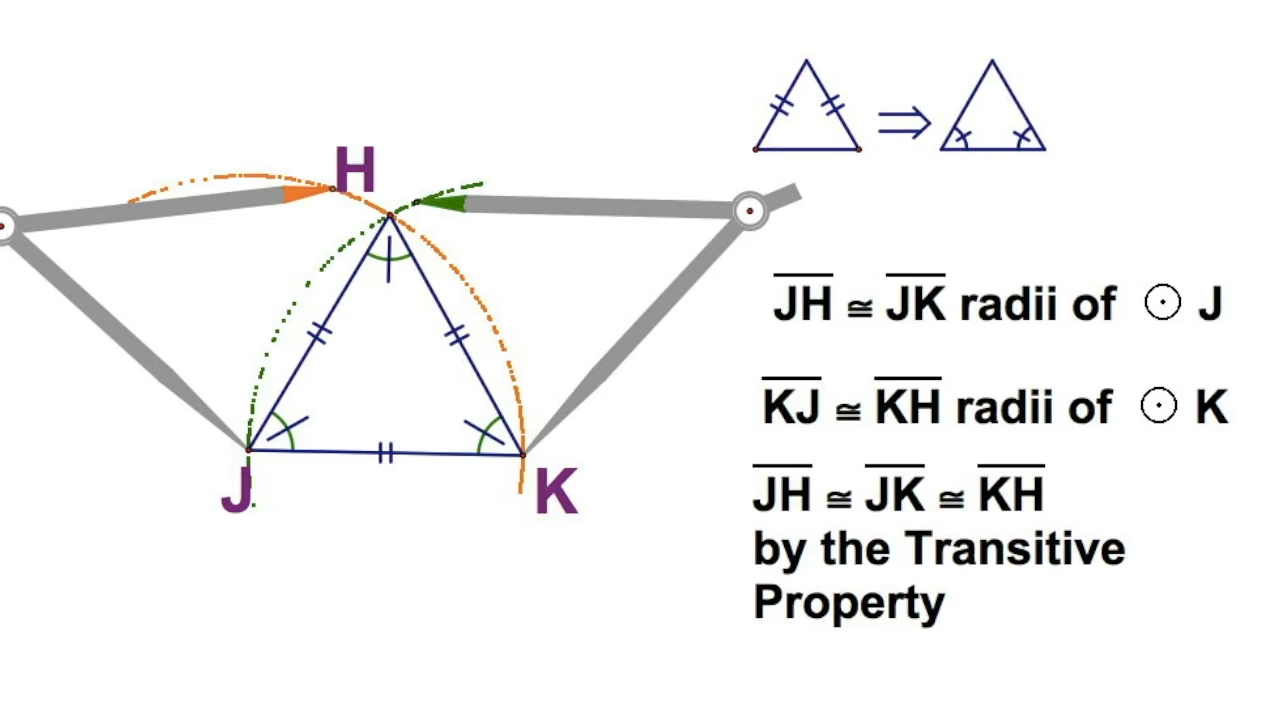 H
J
K
JH ≅ JK radii of ⊙ J
KJ ≅ KH radii of ⊙ K
JH ≅ JK ≅ KH
by the Transitive
Property